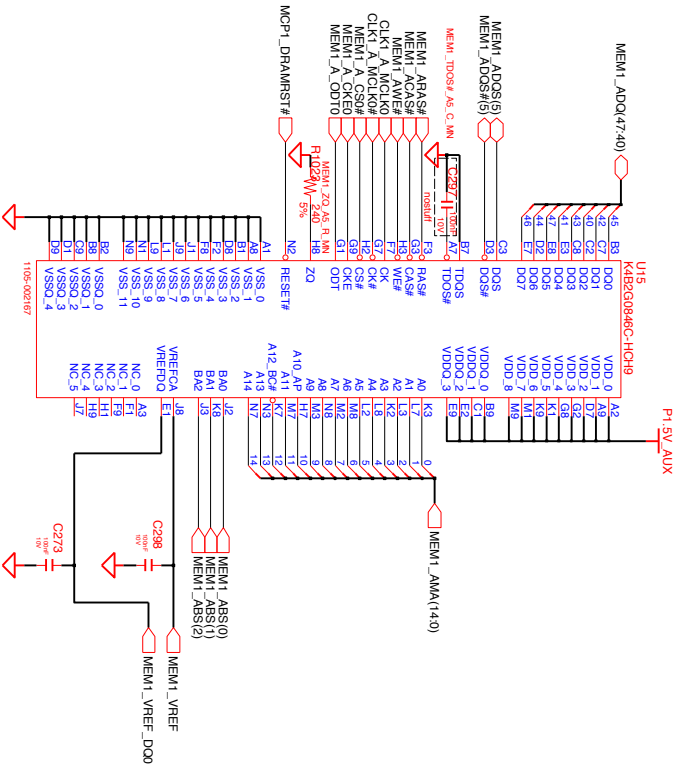 P1.5V_AUX
U15
K4B2G0846C-HCH9
MEM1_ADQ(47:40)
45 B3 DQ0 VDD_0 A2
42 C7 DQ1 VDD_1 A9
40 C2 DQ2 VDD_2 D7
43 C8 DQ3 VDD_3 G2
41 E3 DQ4 VDD_4 G8
47 E8 DQ5 VDD_5 K1
44 D2 DQ6 VDD_6 K9
46 E7 DQ7 VDD_7 M1
VDD_8 M9
MEM1_ADQS(5) C3 DQS
MEM1_ADQS#(5) D3 DQS#
VDDQ_0 B9
VDDQ_1 C1
VDDQ_2 E2
VDDQ_3 E9
B7 TDQS
MEM1_TDQS#_A5_C_MN A7 TDQS#
C297 100nF 10V
nostuff
MEM1_ARAS# F3 RAS#
MEM1_ACAS# G3 CAS#
MEM1_AWE# H3 WE#
CLK1_A_MCLK0 F7 CK
CLK1_A_MCLK0# G7 CK#
MEM1_A_CS0# H2 CS#
MEM1_A_CKE0 G9 CKE
MEM1_A_ODT0 G1 ODT
A0 K3 0
A1 L7 1
A2 L3 2
A3 K2 3
A4 L8 4
A5 L2 5
A6 M8 6
A7 M2 7
A8 N8 8
A9 M3 9
A10_AP H7 10
A11 M7 11
A12_BC# K7 12
A13 N3 13
A14 N7 14
MEM1_AMA(14:0)
MEM1_ZQ_A5_R_MN
R1023 240 5%
H8 ZQ
MCP1_DRAMRST# N2 RESET#
BA0 J2 MEM1_ABS(0)
BA1 K8 MEM1_ABS(1)
BA2 J3 MEM1_ABS(2)
A1 VSS_0
A8 VSS_1
B1 VSS_2
D8 VSS_3
F2 VSS_4
F8 VSS_5
J1 VSS_6
J9 VSS_7
L1 VSS_8
L9 VSS_9
N1 VSS_10
N9 VSS_11
VREFCA J8 MEM1_VREF
VREFDQ E1 MEM1_VREF_DQ0
C298
100nF
10V
C273
100nF
10V
B2 VSSQ_0
B8 VSSQ_1
C9 VSSQ_2
D1 VSSQ_3
D9 VSSQ_4
NC_0 A3
NC_1 F1
NC_2 F9
NC_3 H1
NC_4 H9
NC_5 J7
1105-002167